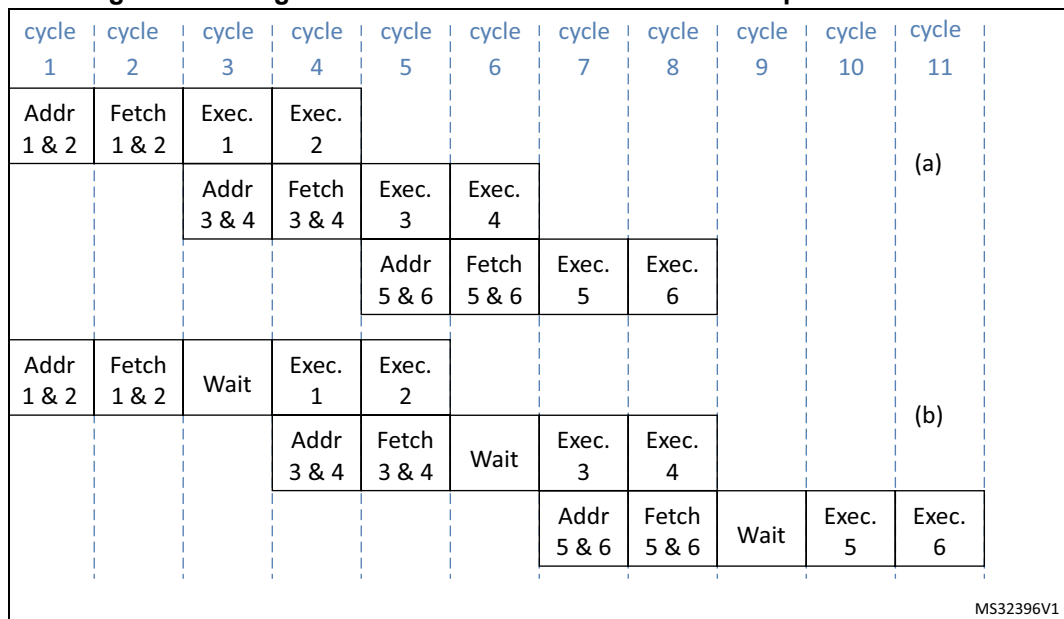 cycle cycle cycle cycle cycle cycle cycle cycle cycle cycle cycle
1 2 3 4 5 6 7 8 9 10 11
Addr Fetch Exec. Exec.
1 & 2 1 & 2 1 2
(a)
Addr Fetch Exec. Exec.
3 & 4 3 & 4 3 4
Addr Fetch Exec. Exec.
5 & 6 5 & 6 5 6
Addr Fetch Wait Exec. Exec.
1 & 2 1 & 2 1 2
(b)
Addr Fetch Wait Exec. Exec.
3 & 4 3 & 4 3 4
Addr Fetch Wait Exec. Exec.
5 & 6 5 & 6 5 6
MS32396V1